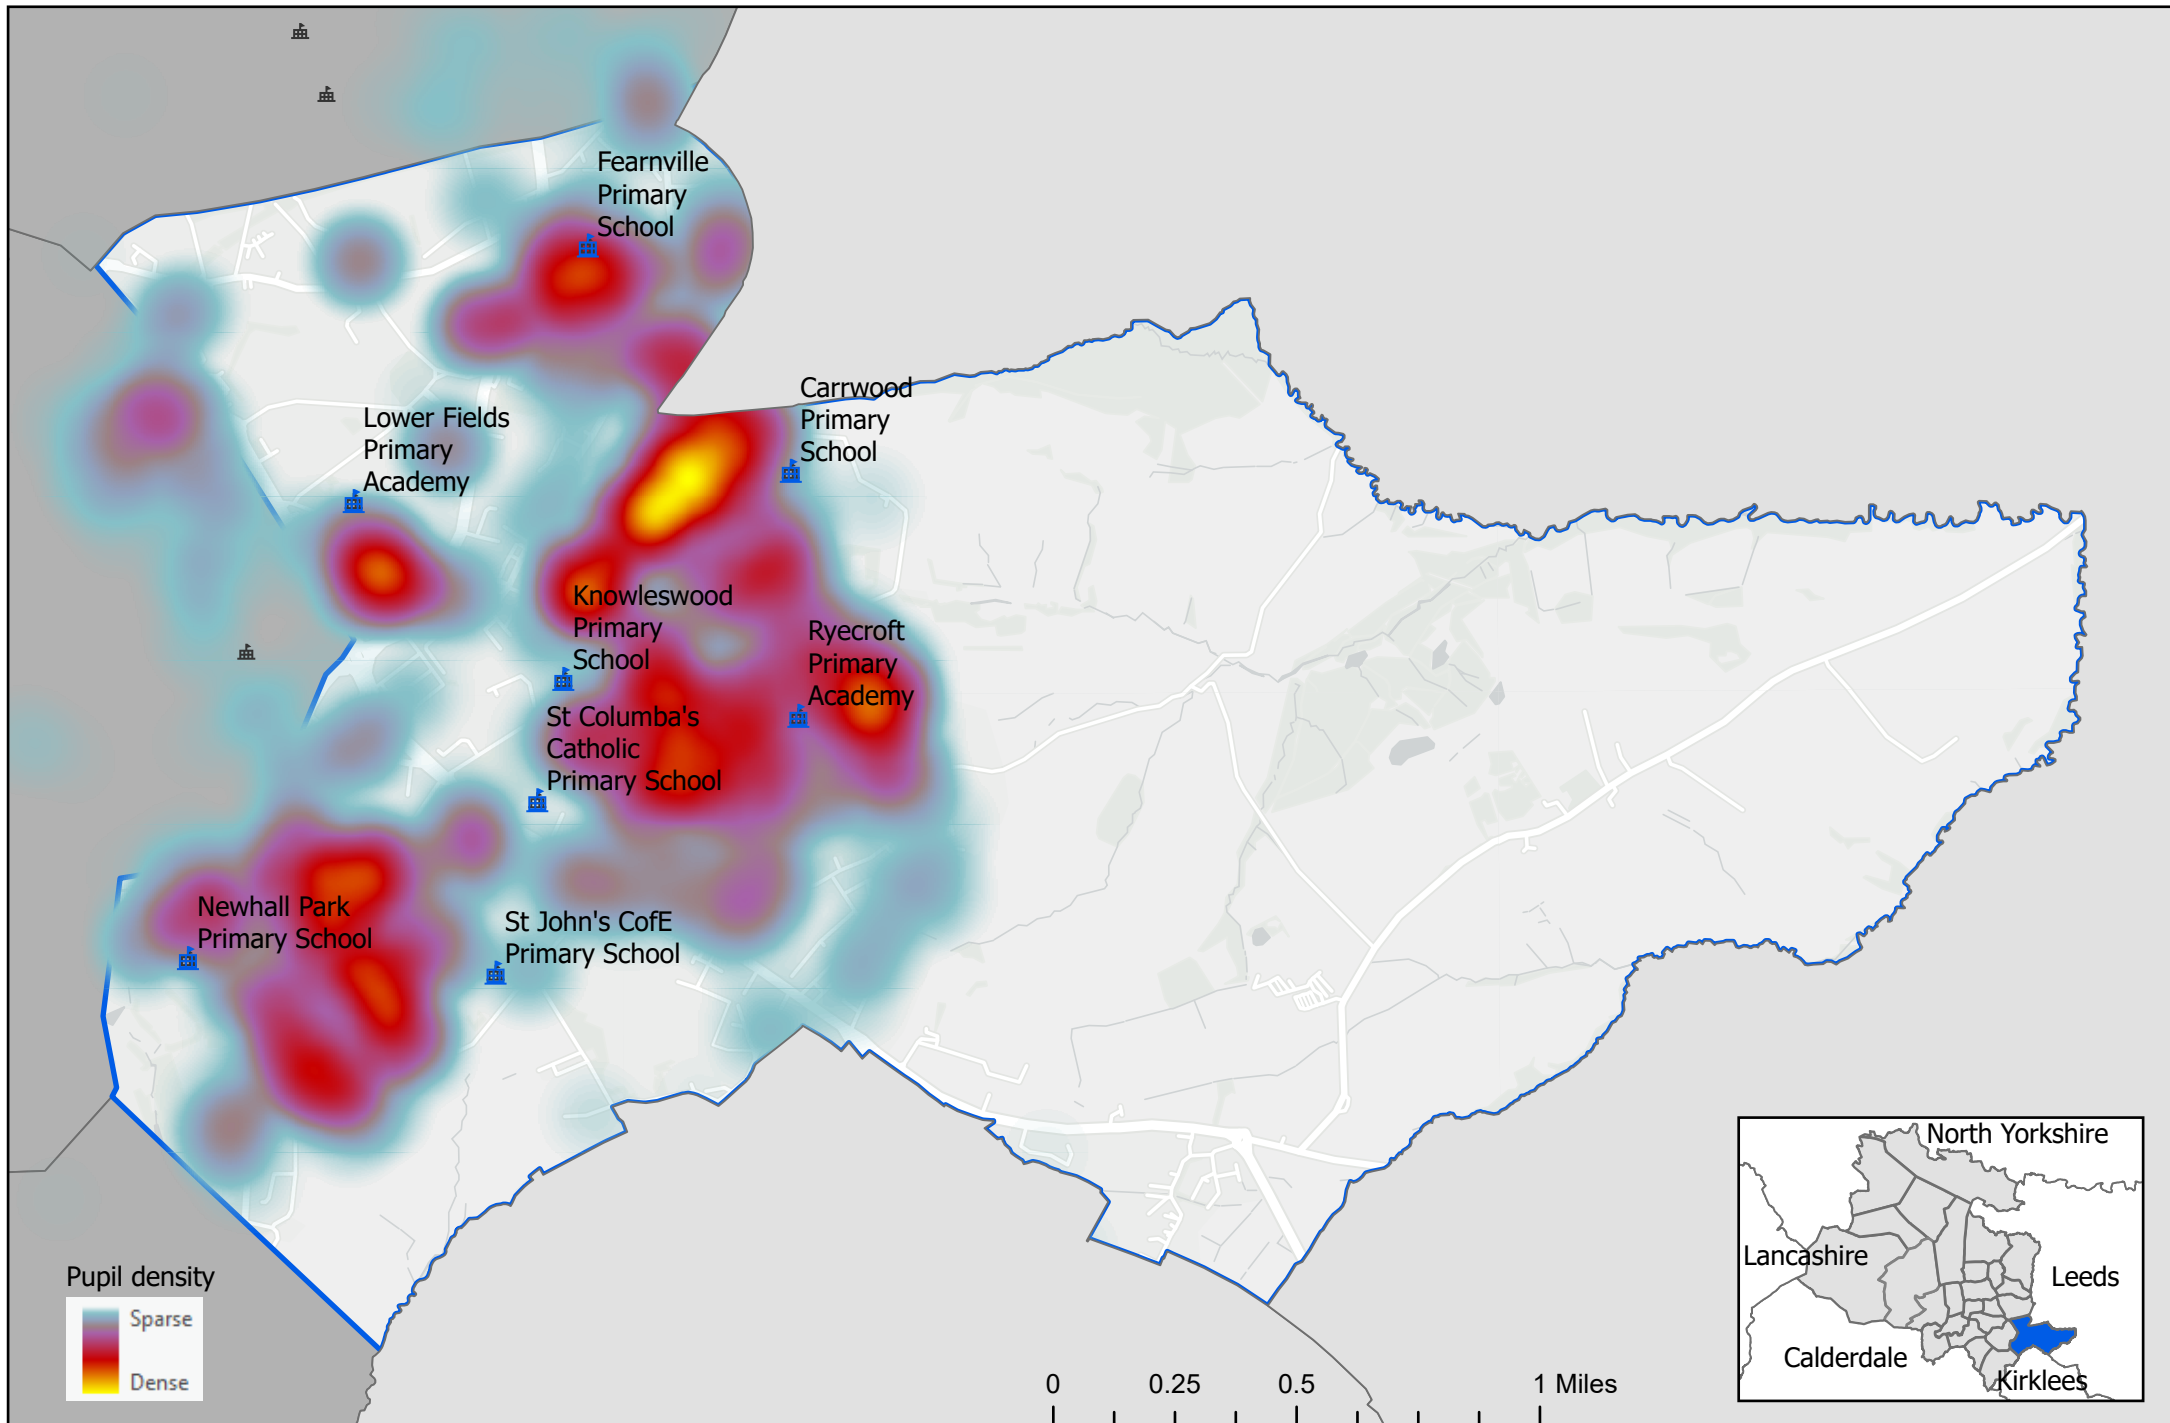 Fearnville
Primary
School
Carrwood
Primary
School
Lower Fields
Primary
Academy
Knowleswood
Primary
School
Ryecroft
Primary
Academy
St Columba's
Catholic
Primary School
Newhall Park
Primary School
St John's CofE
Primary School
Pupil density
Sparse
Dense
0 0.25 0.5 1 Miles
North Yorkshire
Lancashire
Leeds
Calderdale
Kirklees